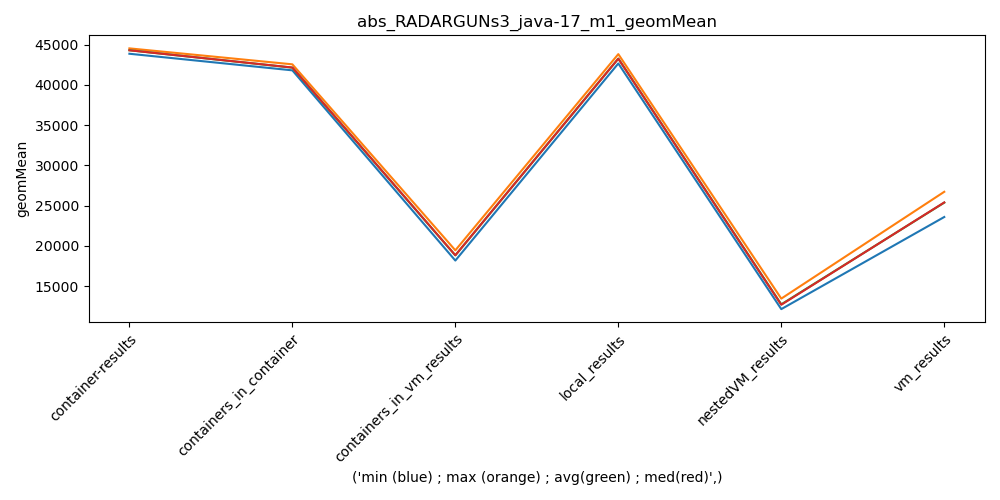 abs_RADARGUNs3_java-17_m1_geomMean
45000
40000
35000
30000
25000
20000
15000
geomMean
container-results
containers_in_container
containers_in_vm_results
local_results
nestedVM_results
vm_results
('min (blue) ; max (orange) ; avg(green) ; med(red)',)